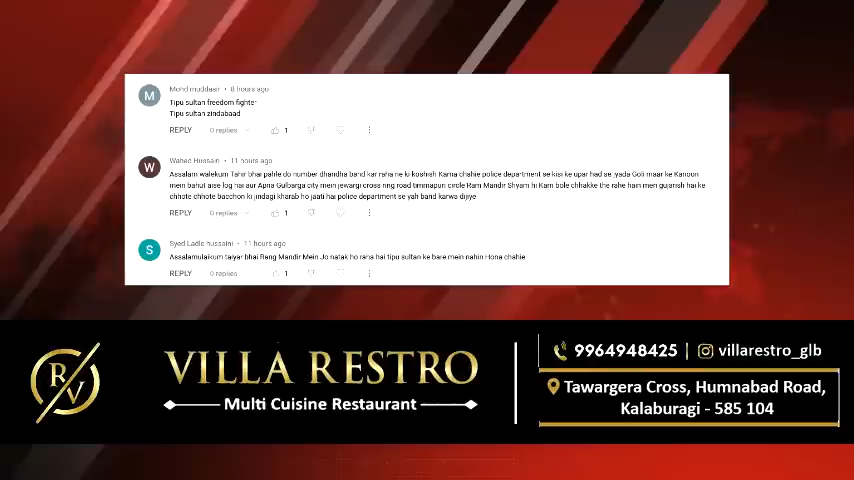 Mohd muddasir • 8 hours ago
Tipu sultan freedom fighter
Tipu sultan zindabaad
REPLY 0 replies 1
Wahed Hussain • 11 hours ago
Assalam walekum Tahir bhai pahle do number dhandha band kar raha ne ki koshish Karna chahie police department se kisi ke upar had se jyada Goli maar ke Kanoon
mein bahut aise log hai aur Apna Gulbarga city mein jewargi cross ring road timmapuri circle Ram Mandir Shyam hi Kam bole chhakke the rahe hain men gujarish hai ke
chhote chhote bacchon ki jindagi kharab ho jaati hai police department se yah band karwa dijiye
REPLY 0 replies 1
Syed Ladle hussaini • 11 hours ago
Assalamulaikum taiyar bhai Rang Mandir Mein Jo natak ho raha hai tipu sultan ke bare mein nahin Hona chahie
REPLY 0 replies 1
RV
VILLA RESTRO
Multi Cuisine Restaurant
9964948425 | villarestro_glb
Tawargera Cross, Humnabad Road,
Kalaburagi - 585 104